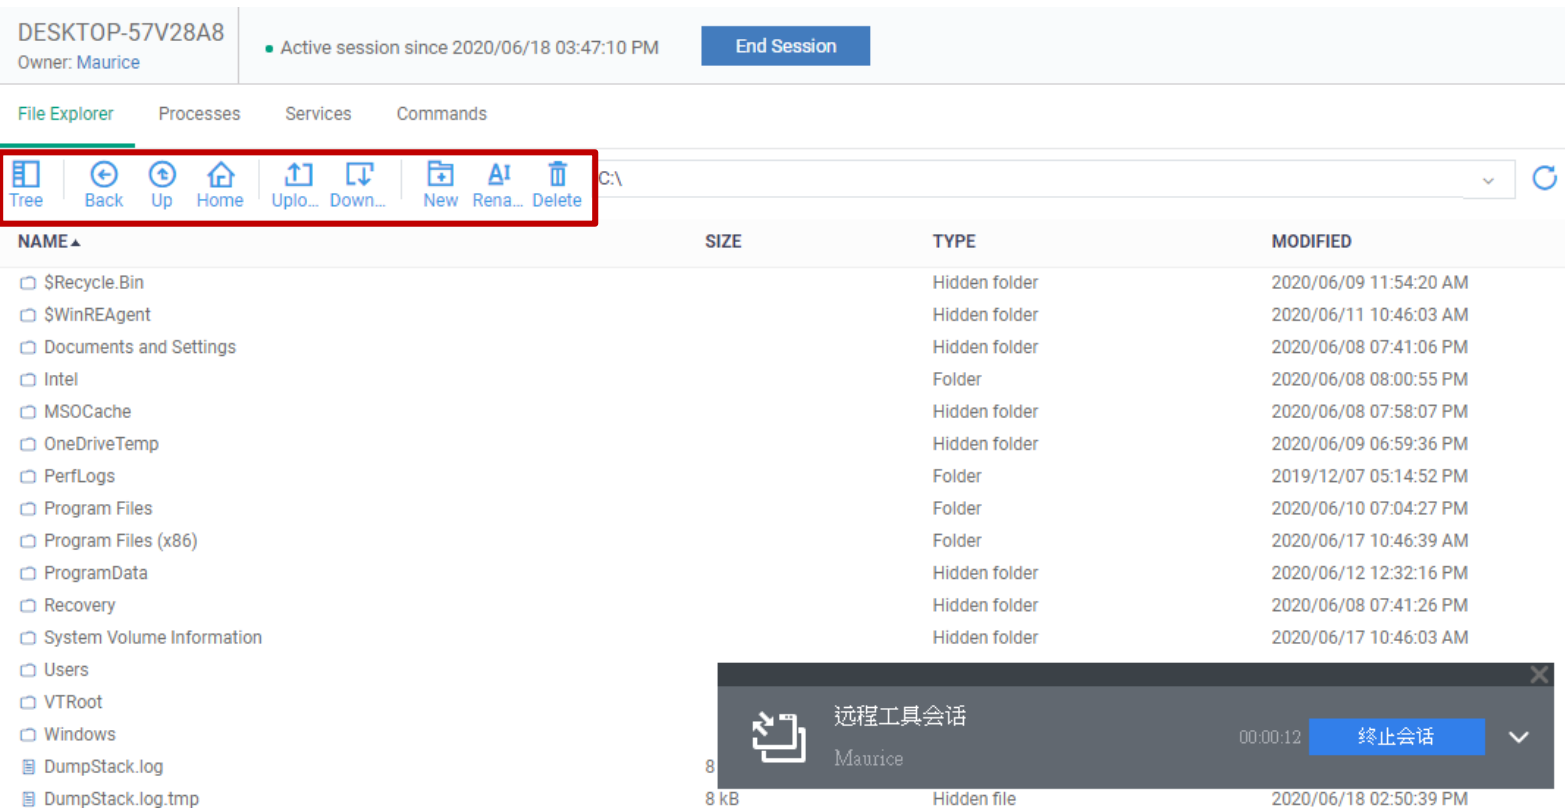 DESKTOP-57V28A8
Owner: Maurice
Active session since 2020/06/18 03:47:10 PM
End Session
File Explorer Processes Services Commands
Tree Back Up Home Uplo... Down... New Rena... Delete C:\
NAME SIZE TYPE MODIFIED
$Recycle.Bin Hidden folder 2020/06/09 11:54:20 AM
$WinREAgent Hidden folder 2020/06/11 10:46:03 AM
Documents and Settings Hidden folder 2020/06/08 07:41:06 PM
Intel Folder 2020/06/08 08:00:55 PM
MSOCache Hidden folder 2020/06/08 07:58:07 PM
OneDriveTemp Hidden folder 2020/06/09 06:59:36 PM
PerfLogs Folder 2019/12/07 05:14:52 PM
Program Files Folder 2020/06/10 07:04:27 PM
Program Files (x86) Folder 2020/06/17 10:46:39 AM
ProgramData Hidden folder 2020/06/12 12:32:16 PM
Recovery Hidden folder 2020/06/08 07:41:26 PM
System Volume Information Hidden folder 2020/06/17 10:46:03 AM
Users
VTRoot
Windows
DumpStack.log 8
DumpStack.log.tmp 8 kB Hidden file 2020/06/18 02:50:39 PM
远程工具会话
Maurice
00:00:12 终止会话